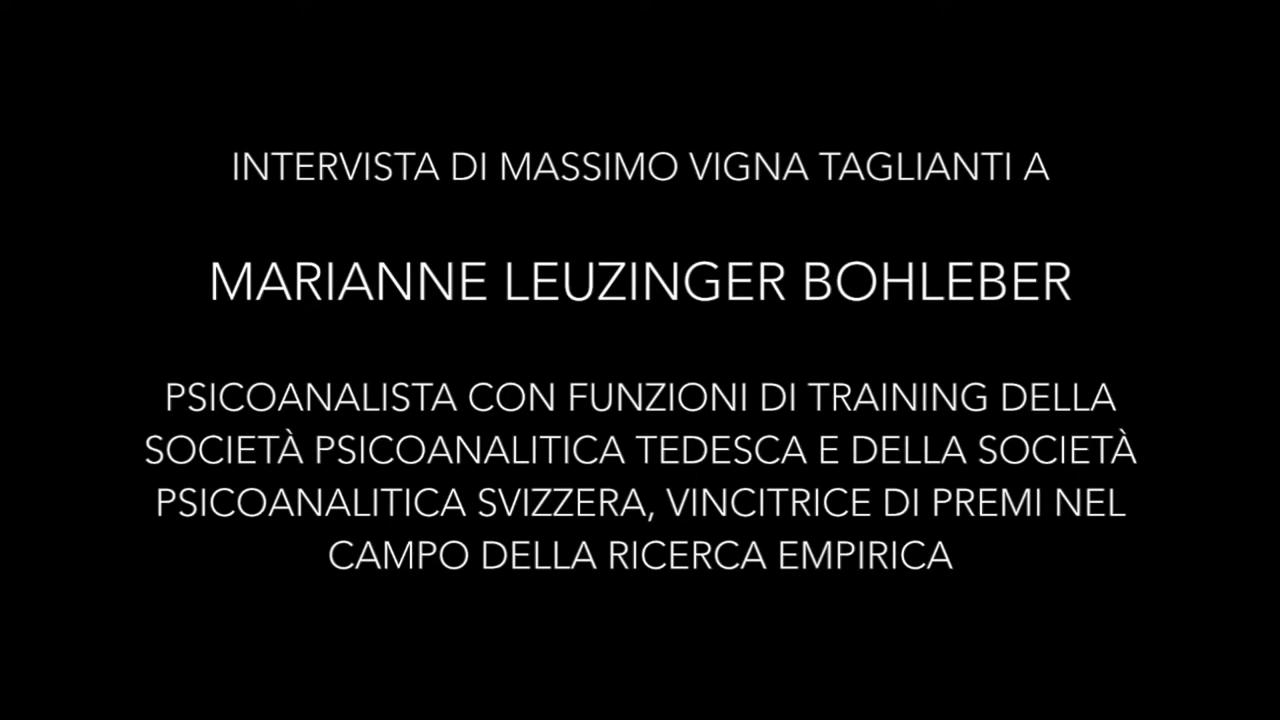 INTERVISTA DI MASSIMO VIGNA TAGLIANTI A
MARIANNE LEUZINGER BOHLEBER
PSICOANALISTA CON FUNZIONI DI TRAINING DELLA
SOCIETÀ PSICOANALITICA TEDESCA E DELLA SOCIETÀ
PSICOANALITICA SVIZZERA, VINCITRICE DI PREMI NEL
CAMPO DELLA RICERCA EMPIRICA